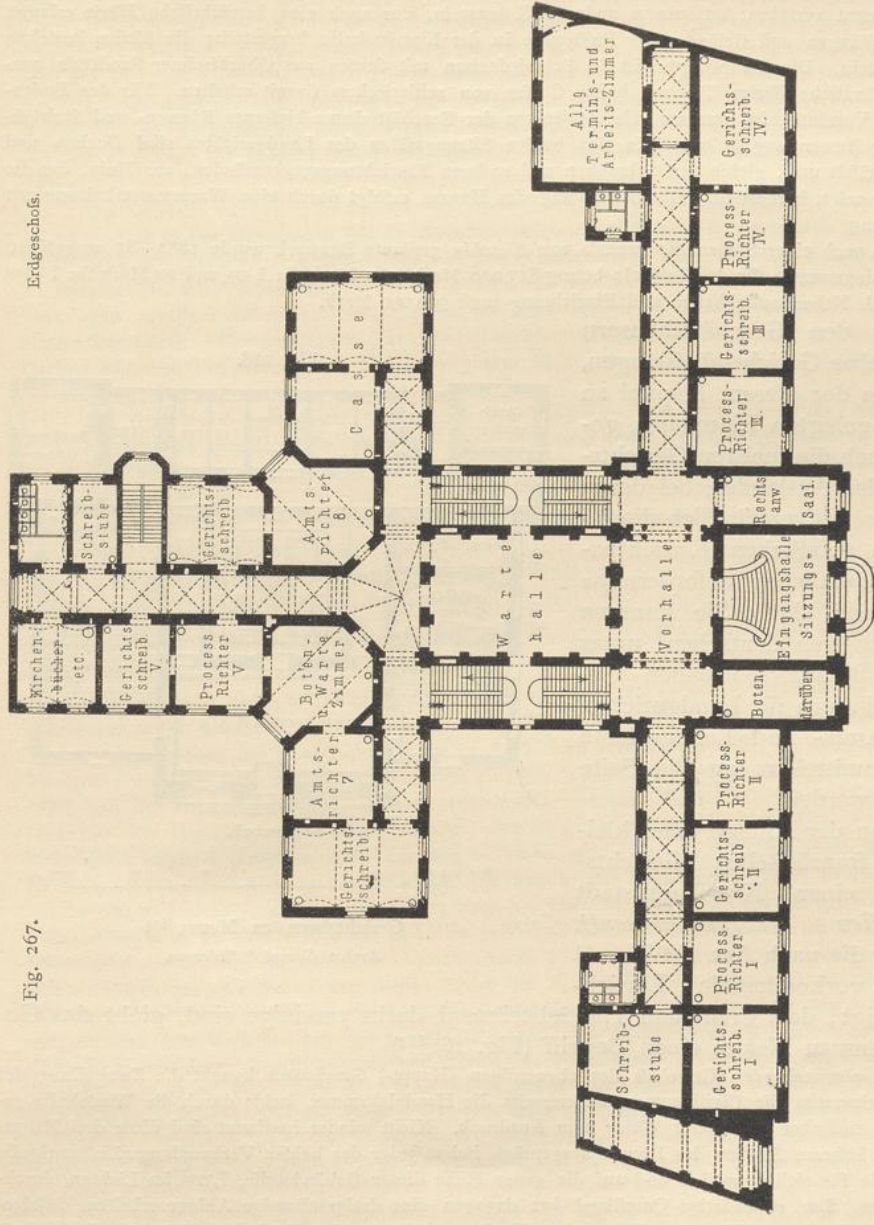 Fig. 267.
Erdgeschoſs.
Kirchen-
bücher
etc.
Schreib-
stube
Gerichts
schreib.
V
Gerichts-
schreib
Process
Richter
V
Boten-
u. Warte
Zimmer
Amts-
richter
8
Amts-
richter
7
Gerichts
schreib
Casse
Warte
halle
Vorhalle
Allg
Termins- und
Arbeits-Zimmer
Schreib-
stube
Gerichts-
schreib.
I
Process-
Richter
I
Gerichts-
schreib
II
Process-
Richter
II
Boten
darüber
Eingangshalle
Sitzungs-
Rechts
anw
Saal.
Process-
Richter
III.
Gerichts-
schreib.
III
Process-
Richter
IV.
Gerichts-
schreib.
IV.